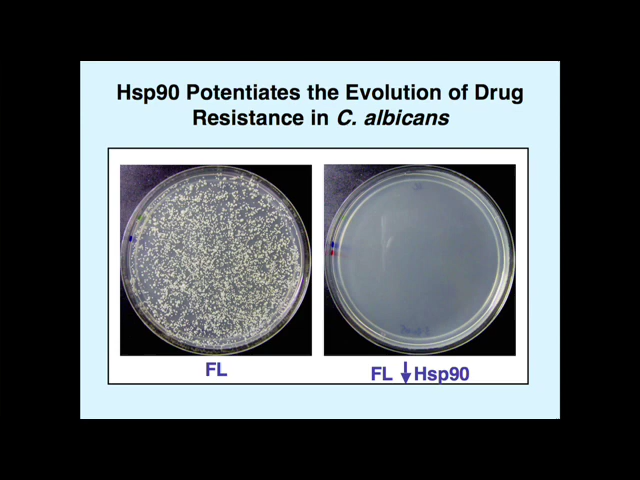 Hsp90 Potentiates the Evolution of Drug
Resistance in C. albicans
FL
FL ↓ Hsp90